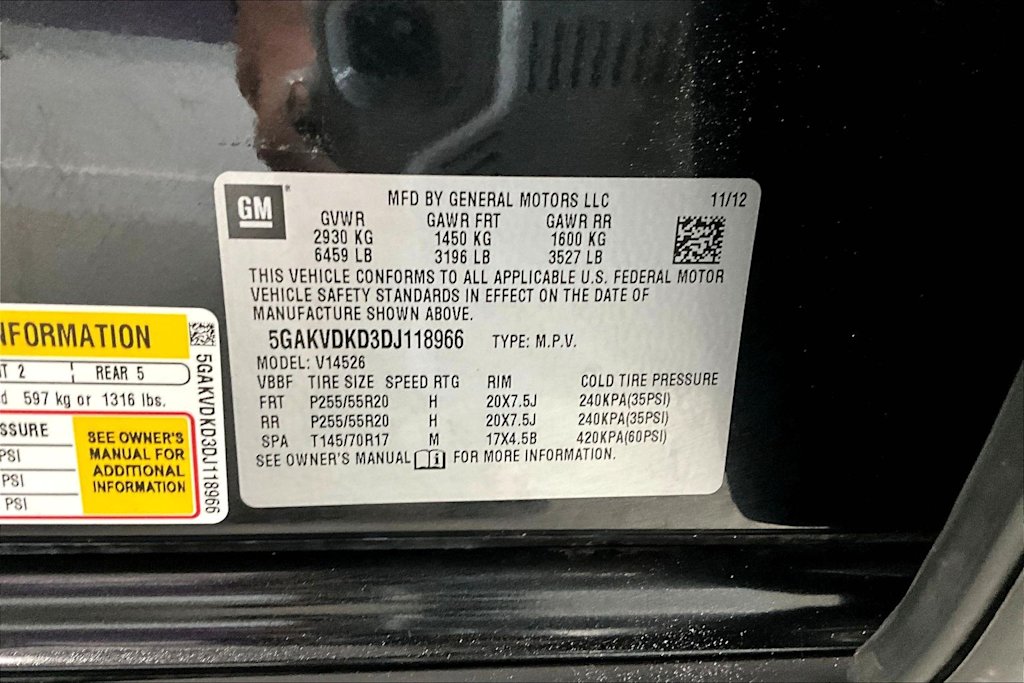 GM
MFD BY GENERAL MOTORS LLC 11/12
GVWR GAWR FRT GAWR RR
2930 KG 1450 KG 1600 KG
6459 LB 3196 LB 3527 LB
THIS VEHICLE CONFORMS TO ALL APPLICABLE U.S. FEDERAL MOTOR
VEHICLE SAFETY STANDARDS IN EFFECT ON THE DATE OF
MANUFACTURE SHOWN ABOVE.
5GAKVDKD3DJ118966 TYPE: M.P.V.
MODEL: V14526
VBBF TIRE SIZE SPEED RTG RIM COLD TIRE PRESSURE
FRT P255/55R20 H 20X7.5J 240KPA(35PSI)
RR P255/55R20 H 20X7.5J 240KPA(35PSI)
SPA T145/70R17 M 17X4.5B 420KPA(60PSI)
SEE OWNER'S MANUAL i FOR MORE INFORMATION.
NFORMATION
T 2 REAR 5
d 597 kg or 1316 lbs.
SSURE
PSI
PSI
PSI
SEE OWNER'S
MANUAL FOR
ADDITIONAL
INFORMATION
5GAKVDKD3DJ118966